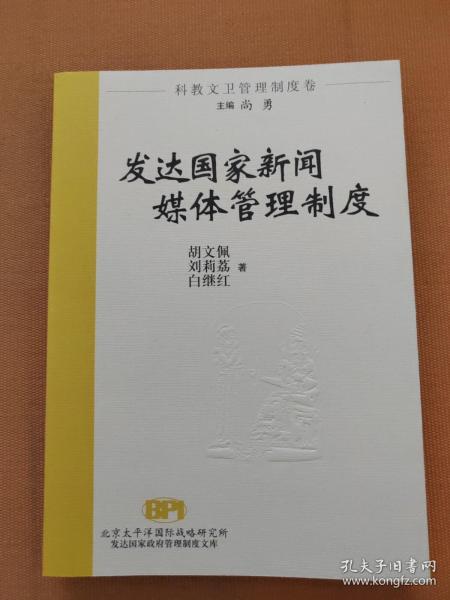 科教文卫管理制度卷
主编 尚勇
发达国家新闻
媒体管理制度
胡文佩
刘莉荔 著
白继红
BPI
北京太平洋国际战略研究所
发达国家政府管理制度文库
孔夫子旧书网
www.kongfz.com